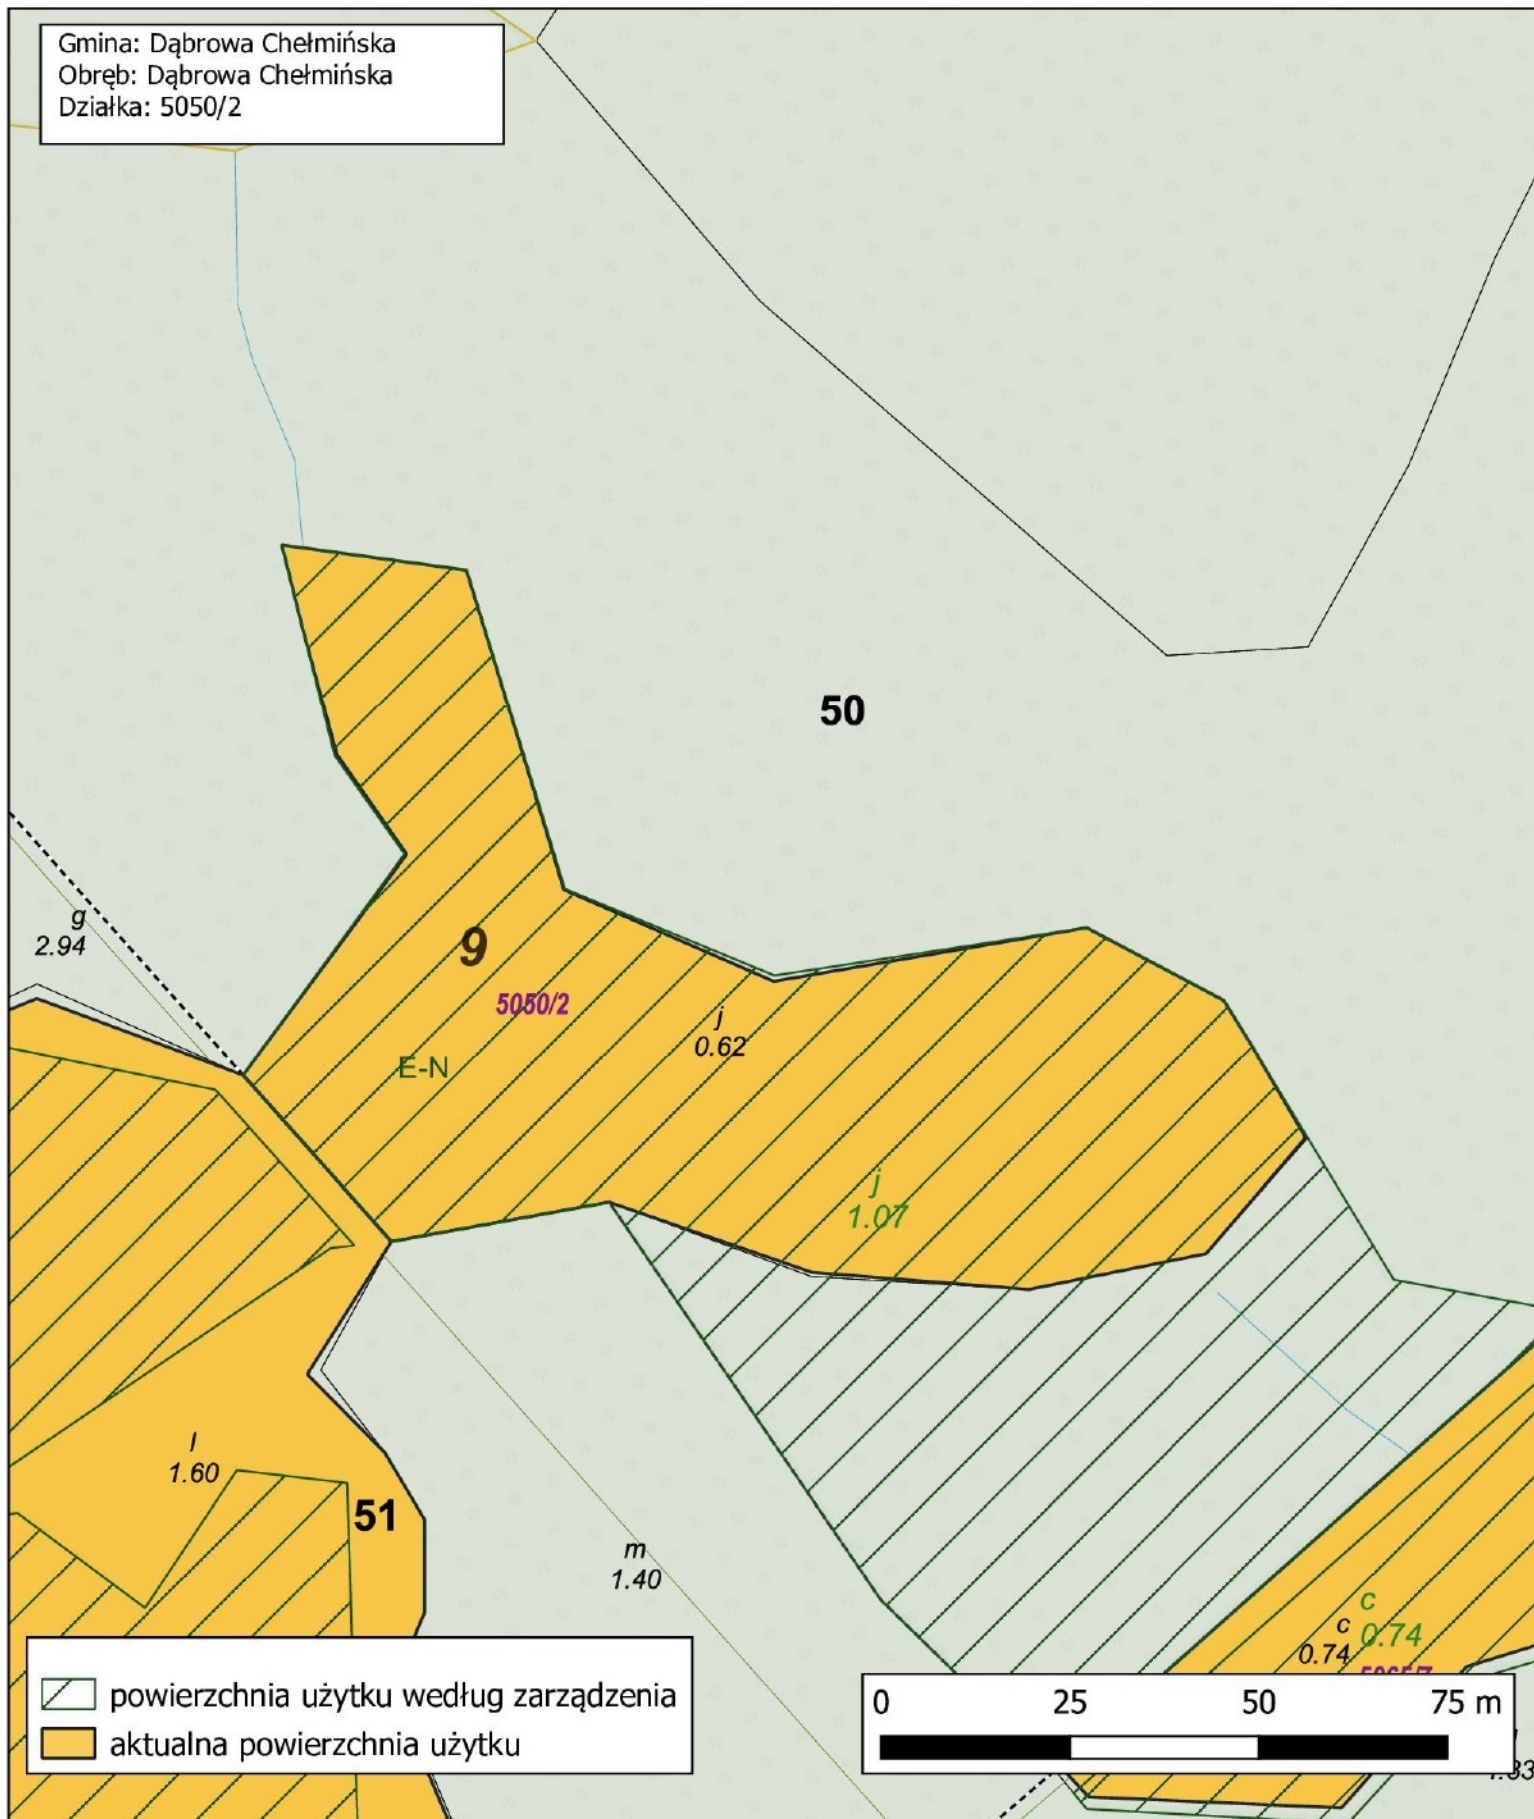 Gmina: Dąbrowa Chełmińska
Obręb: Dąbrowa Chełmińska
Działka: 5050/2
50
g
2.94
9
5050/2
j
0.62
E-N
j
1.07
l
1.60
51
m
1.40
c
0.74
c
0.74
powierzchnia użytku według zarządzenia
aktualna powierzchnia użytku
0 25 50 75 m